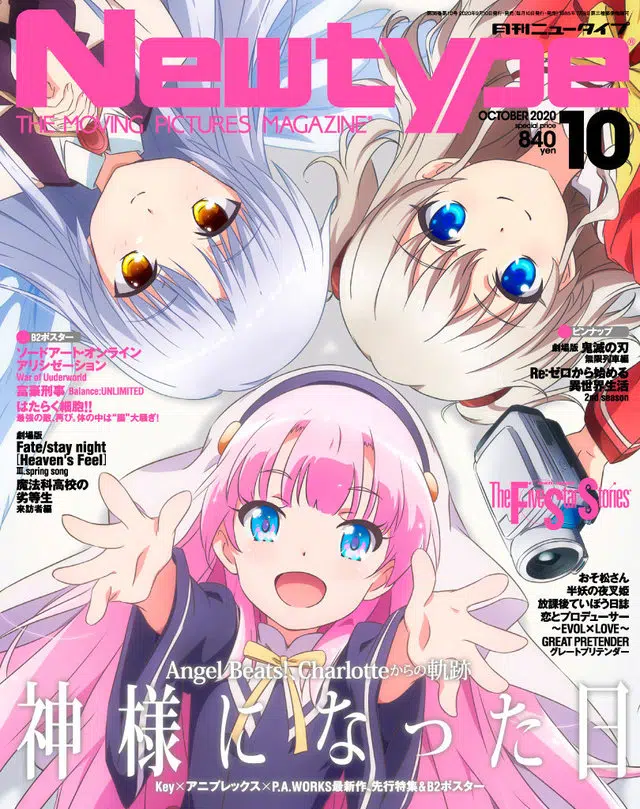 月刊ニュータイプ
Newtype
THE MOVING PICTURES MAGAZINE
OCTOBER 2020
special price
840
yen
10
B2ポスター
ソードアート・オンライン
アリシゼーション
War of Uuderworld
富豪刑事 Balance:UNLIMITED
はたらく細胞!!
最強の敵、再び。体の中は“腸”大騒ぎ!
劇場版
Fate/stay night
[Heaven's Feel]
III.spring song
魔法科高校の
劣等生
来訪者編
ピンナップ
劇場版 鬼滅の刃
無限列車編
Re:ゼロから始める
異世界生活
2nd season
The Five Star Stories
おそ松さん
半妖の夜叉姫
放課後ていぼう日誌
恋とプロデューサー
~EVOL×LOVE~
GREAT PRETENDER
グレートプリテンダー
Angel Beats!、Charlotteからの軌跡
神様になった日
Key×アニプレックス×P.A.WORKS最新作、先行特集&B2ポスター